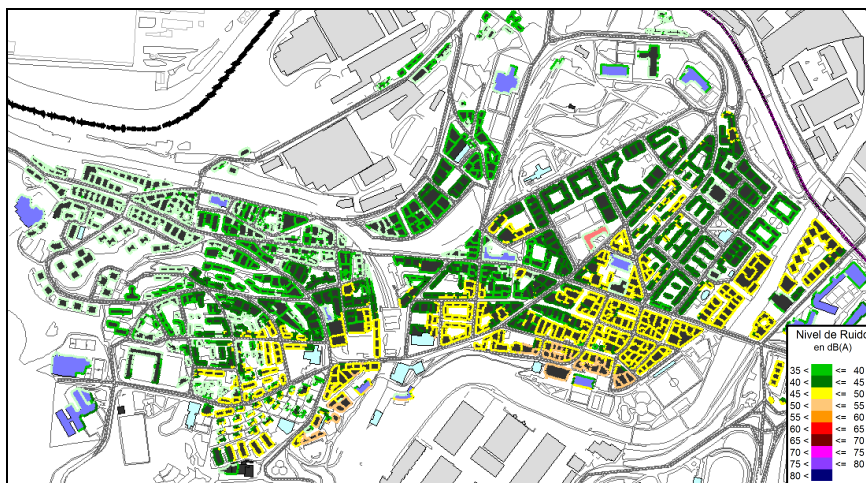 Nivel de Ruido
en dB(A)
35 < <= 40
40 < <= 45
45 < <= 50
50 < <= 55
55 < <= 60
60 < <= 65
65 < <= 70
70 < <= 75
75 < <= 80
80 <